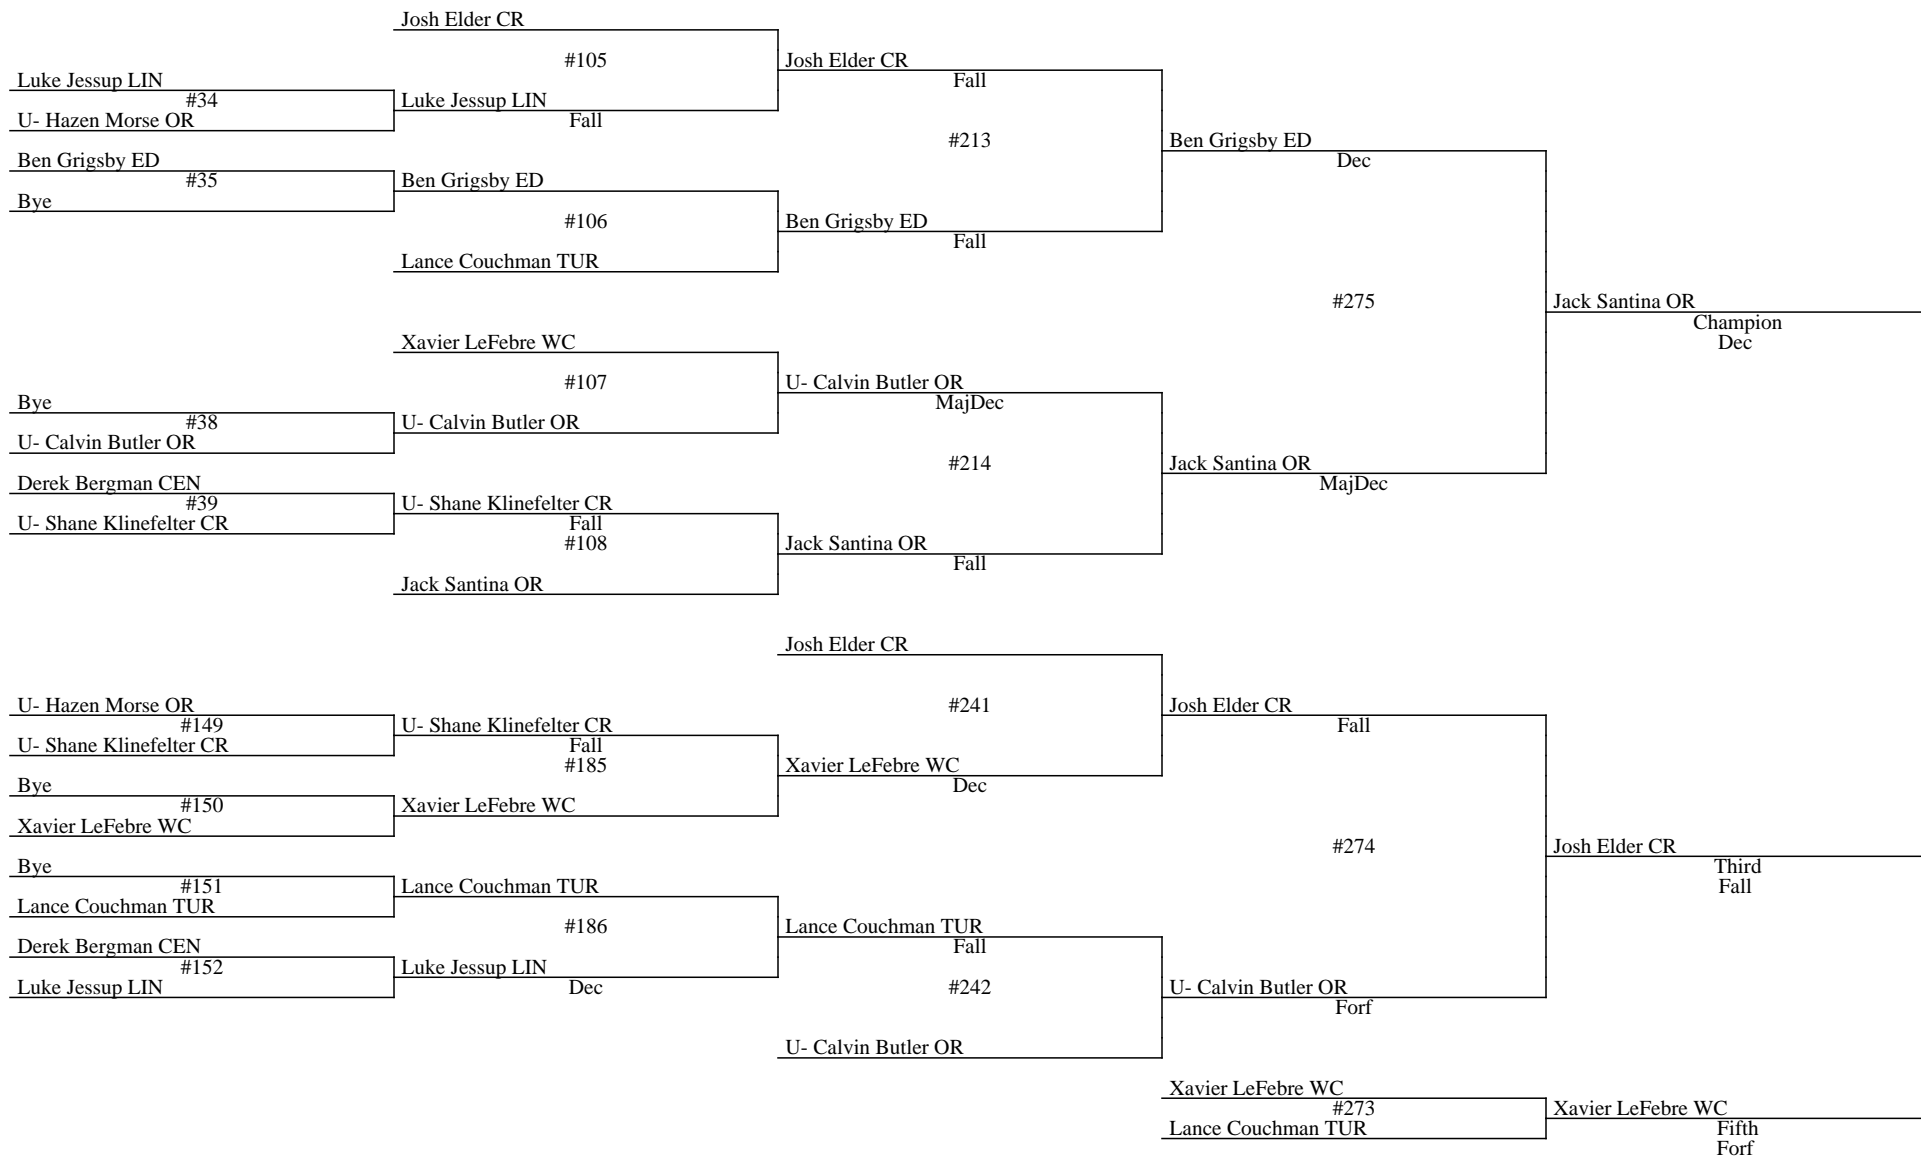 Josh Elder CR
#105
Josh Elder CR
Fall
Luke Jessup LIN
#34
Luke Jessup LIN
Fall
U- Hazen Morse OR
#213
Ben Grigsby ED
Dec
Ben Grigsby ED
#35
Ben Grigsby ED
Bye
#106
Ben Grigsby ED
Fall
Lance Couchman TUR
#275
Jack Santina OR
Champion
Dec
Xavier LeFebre WC
#107
U- Calvin Butler OR
MajDec
Bye
#38
U- Calvin Butler OR
U- Calvin Butler OR
#214
Jack Santina OR
MajDec
Derek Bergman CEN
#39
U- Shane Klinefelter CR
Fall
U- Shane Klinefelter CR
#108
Jack Santina OR
Fall
Jack Santina OR
Josh Elder CR
U- Hazen Morse OR
#149
U- Shane Klinefelter CR
Fall
U- Shane Klinefelter CR
#241
Josh Elder CR
Fall
#185
Xavier LeFebre WC
Dec
Bye
#150
Xavier LeFebre WC
Xavier LeFebre WC
#274
Josh Elder CR
Third
Fall
Bye
#151
Lance Couchman TUR
Lance Couchman TUR
#186
Lance Couchman TUR
Fall
Derek Bergman CEN
#152
Luke Jessup LIN
Dec
Luke Jessup LIN
#242
U- Calvin Butler OR
Forf
U- Calvin Butler OR
Xavier LeFebre WC
#273
Xavier LeFebre WC
Fifth
Forf
Lance Couchman TUR